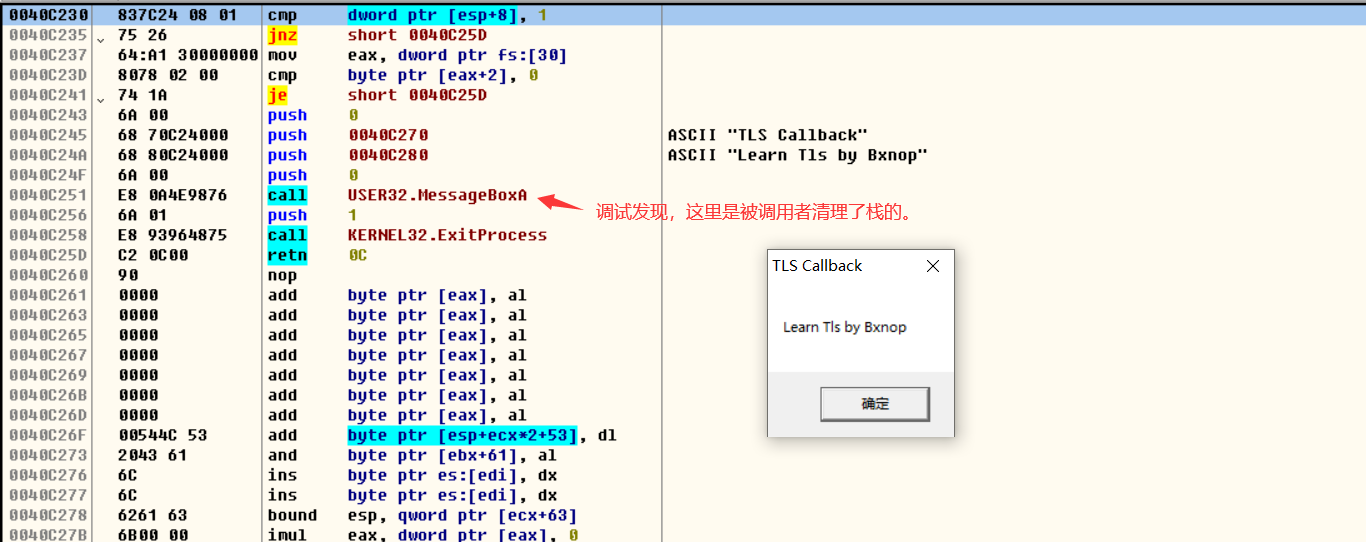 0040C230 837C24 08 01 cmp dword ptr [esp+8], 1
0040C235 75 26 jnz short 0040C25D
0040C237 64:A1 30000000 mov eax, dword ptr fs:[30]
0040C23D 8078 02 00 cmp byte ptr [eax+2], 0
0040C241 74 1A je short 0040C25D
0040C243 6A 00 push 0
0040C245 68 70C24000 push 0040C270 ASCII "TLS Callback"
0040C24A 68 80C24000 push 0040C280 ASCII "Learn Tls by Bxnop"
0040C24F 6A 00 push 0
0040C251 E8 0A4E9876 call USER32.MessageBoxA
调试发现，这里是被调用者清理了栈的。
0040C256 6A 01 push 1
0040C258 E8 93964875 call KERNEL32.ExitProcess
0040C25D C2 0C00 retn 0C
0040C260 90 nop
0040C261 0000 add byte ptr [eax], al
0040C263 0000 add byte ptr [eax], al
0040C265 0000 add byte ptr [eax], al
0040C267 0000 add byte ptr [eax], al
0040C269 0000 add byte ptr [eax], al
0040C26B 0000 add byte ptr [eax], al
0040C26D 0000 add byte ptr [eax], al
0040C26F 00544C 53 add byte ptr [esp+ecx*2+53], dl
0040C273 2043 61 and byte ptr [ebx+61], al
0040C276 6C ins byte ptr es:[edi], dx
0040C277 6C ins byte ptr es:[edi], dx
0040C278 6261 63 bound esp, qword ptr [ecx+63]
0040C27B 6B00 00 imul eax, dword ptr [eax], 0
TLS Callback
Learn Tls by Bxnop
确定